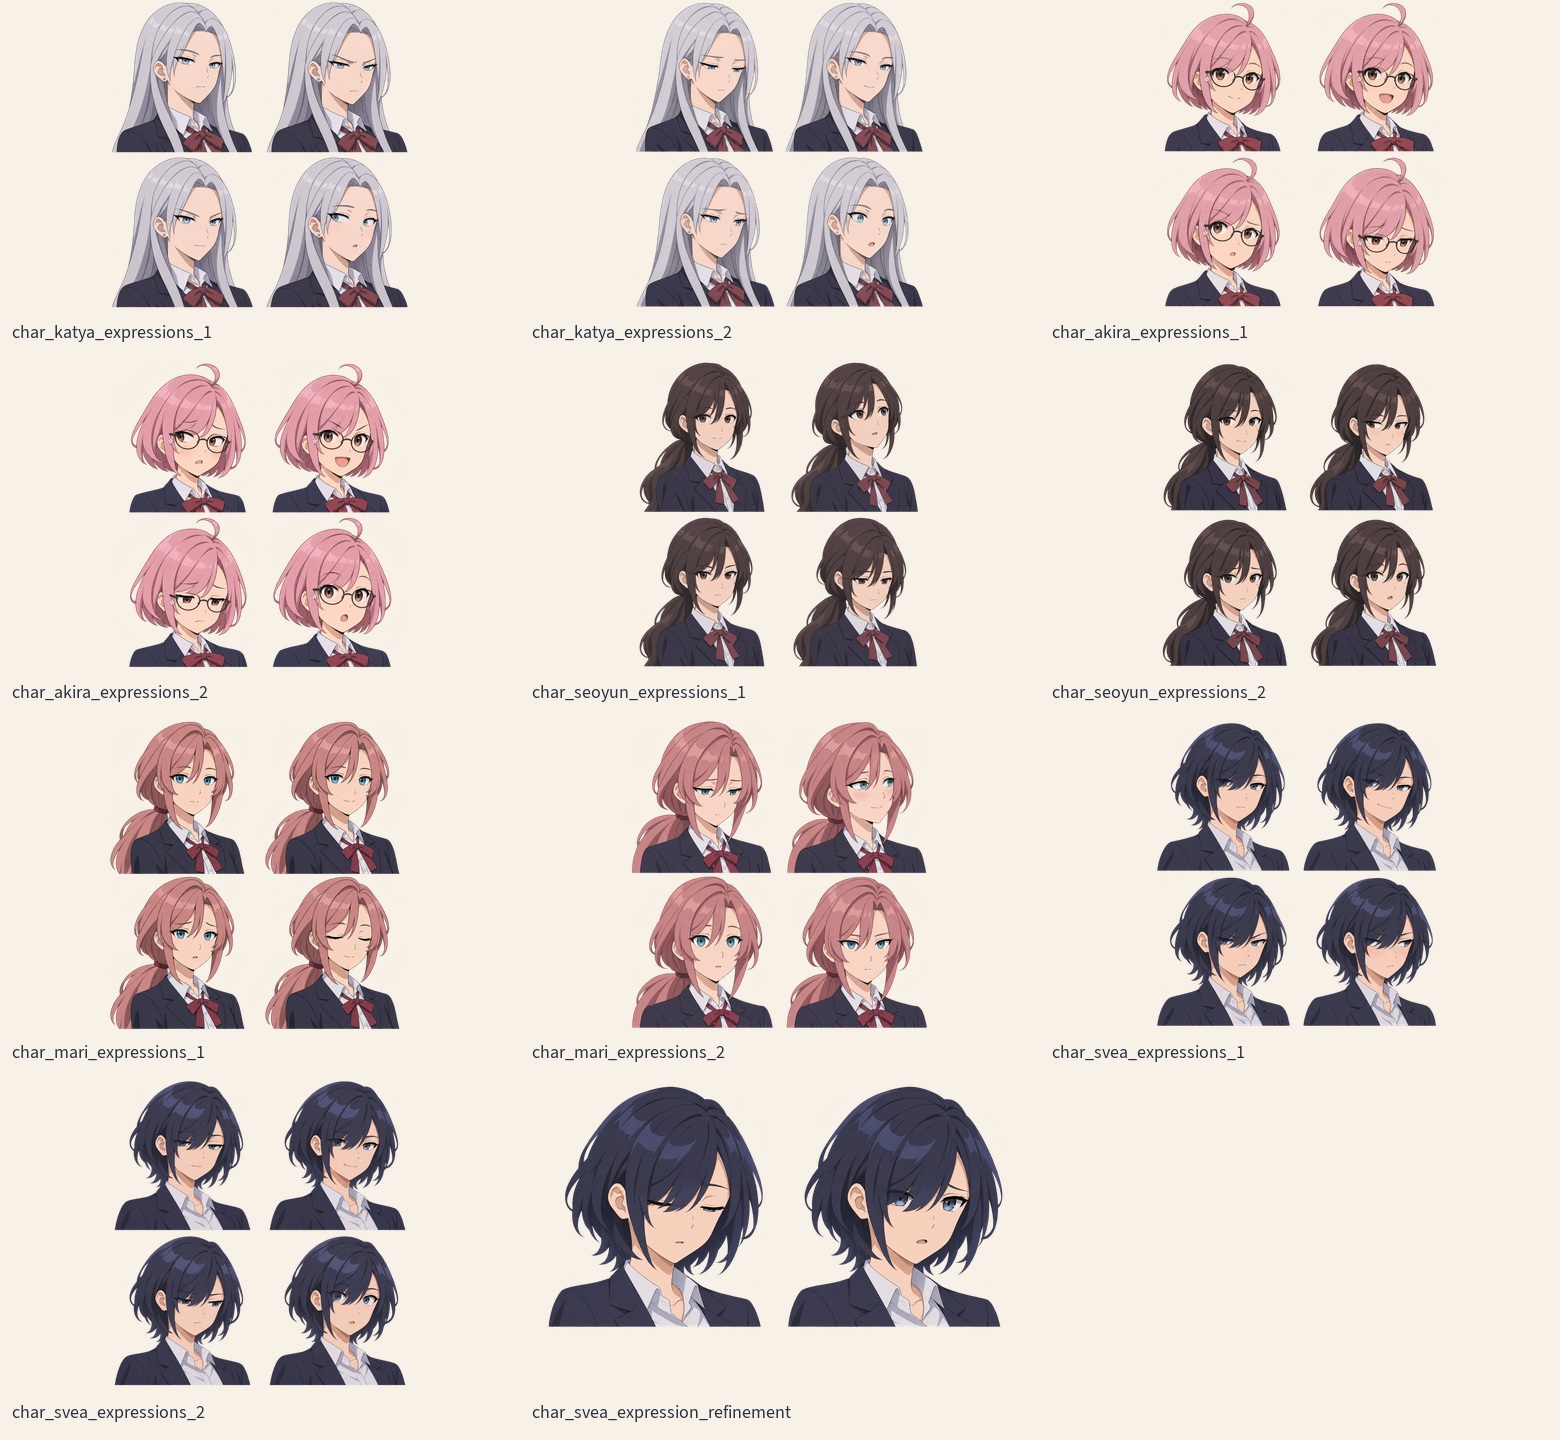 char_katya_expressions_1
char_katya_expressions_2
char_akira_expressions_1
char_akira_expressions_2
char_seoyun_expressions_1
char_seoyun_expressions_2
char_mari_expressions_1
char_mari_expressions_2
char_svea_expressions_1
char_svea_expressions_2
char_svea_expression_refinement